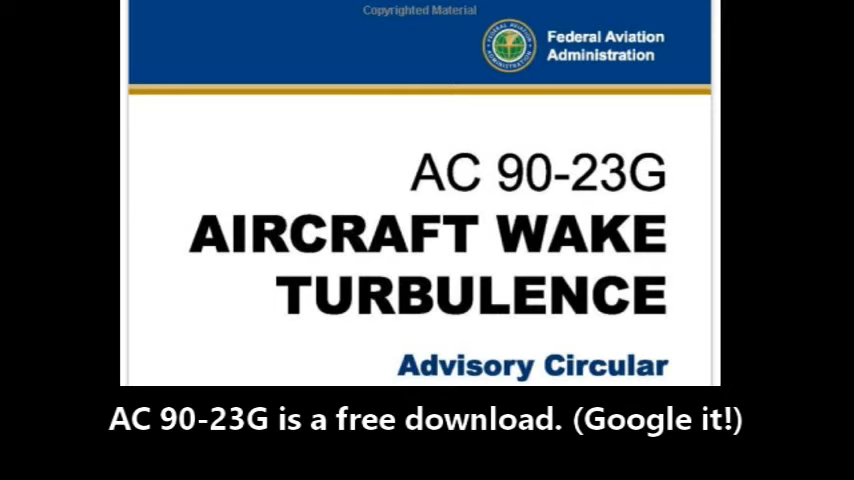 Copyrighted Material
Federal Aviation
Administration
AC 90-23G
AIRCRAFT WAKE
TURBULENCE
Advisory Circular
AC 90-23G is a free download. (Google it!)